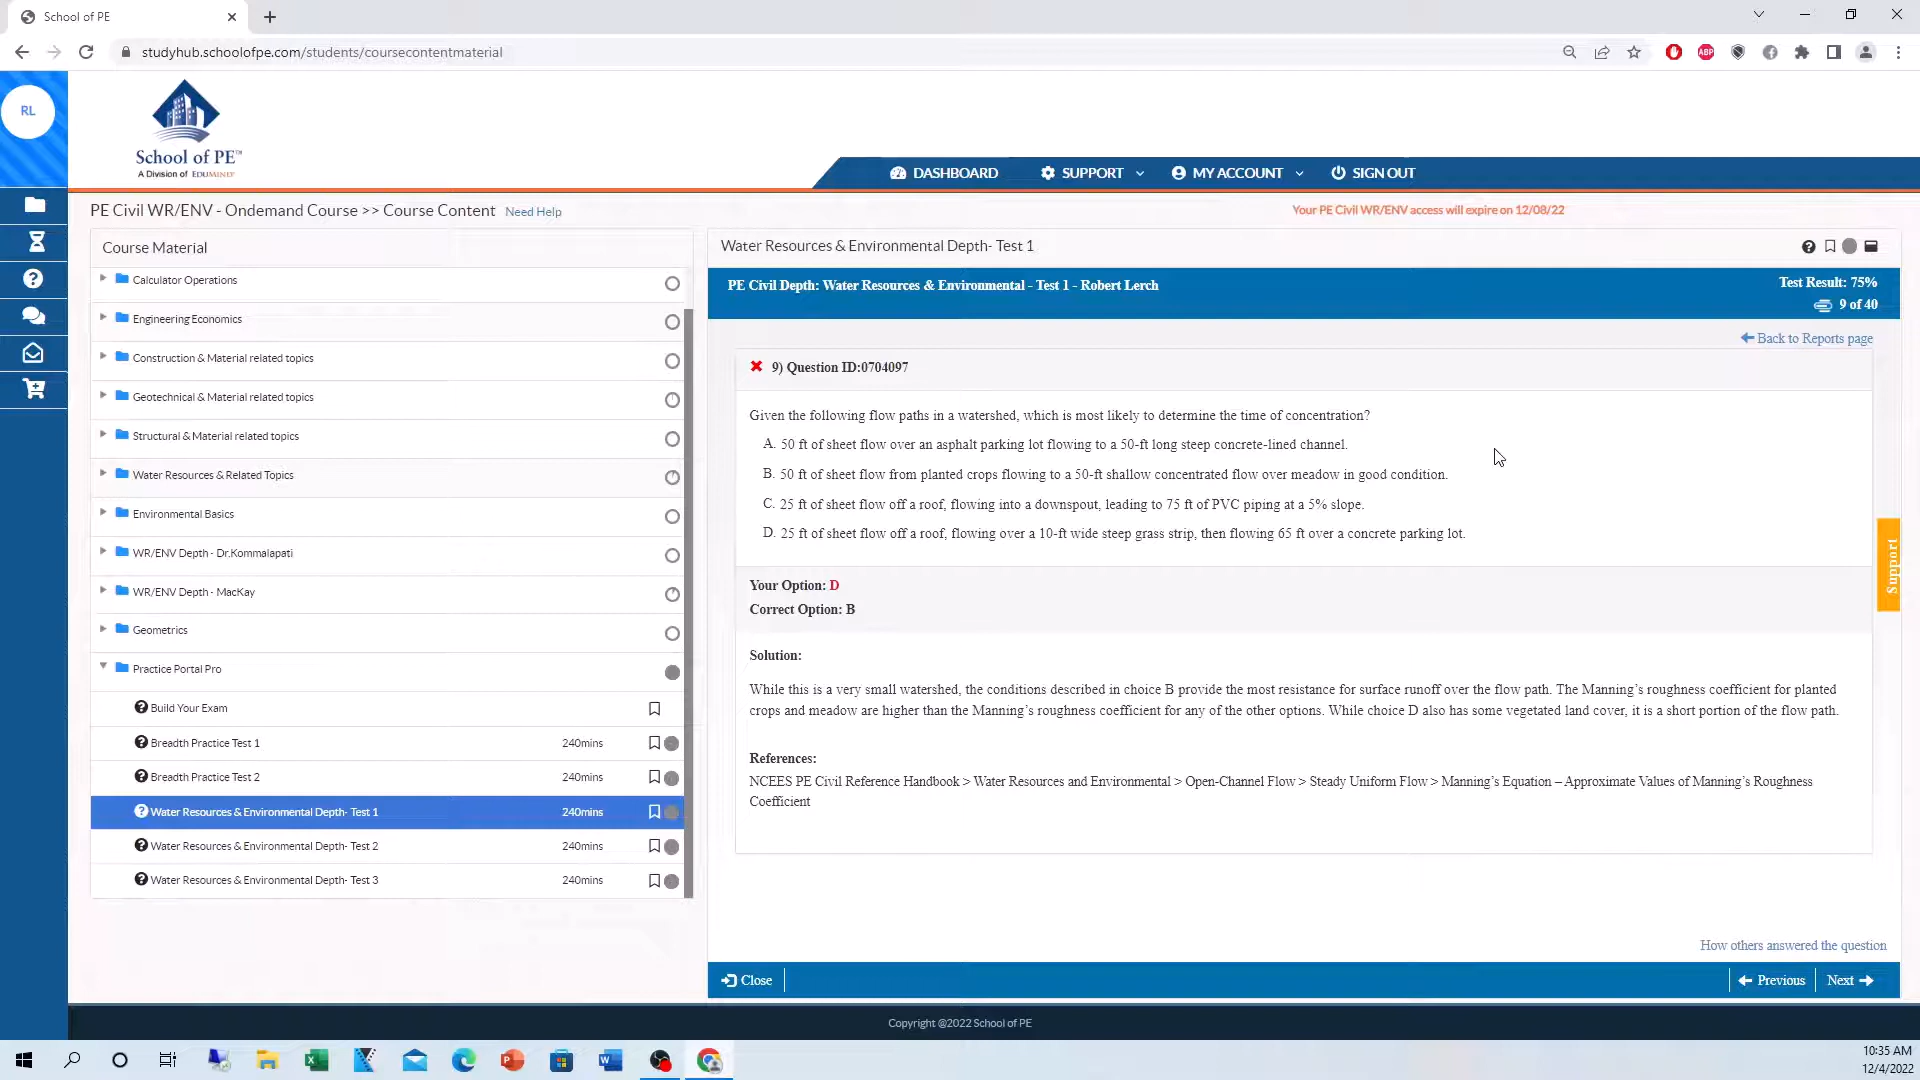 School of PE
studyhub.schoolofpe.com/students/coursecontentmaterial
ABP
RL
School of PE™
A Division of EDUMIND
DASHBOARD
SUPPORT
MY ACCOUNT
SIGN OUT
PE Civil WR/ENV - Ondemand Course >> Course Content Need Help
Your PE Civil WR/ENV access will expire on 12/08/22
Course Material
Calculator Operations
Engineering Economics
Construction & Material related topics
Geotechnical & Material related topics
Structural & Material related topics
Water Resources & Related Topics
Environmental Basics
WR/ENV Depth - Dr.Kommalapati
WR/ENV Depth - MacKay
Geometrics
Practice Portal Pro
Build Your Exam
Breadth Practice Test 1 240mins
Breadth Practice Test 2 240mins
Water Resources & Environmental Depth- Test 1 240mins
Water Resources & Environmental Depth- Test 2 240mins
Water Resources & Environmental Depth- Test 3 240mins
Water Resources & Environmental Depth- Test 1
PE Civil Depth: Water Resources & Environmental - Test 1 - Robert Lerch
Test Result: 75%
9 of 40
Back to Reports page
9) Question ID:0704097
Given the following flow paths in a watershed, which is most likely to determine the time of concentration?
A. 50 ft of sheet flow over an asphalt parking lot flowing to a 50-ft long steep concrete-lined channel.
B. 50 ft of sheet flow from planted crops flowing to a 50-ft shallow concentrated flow over meadow in good condition.
C. 25 ft of sheet flow off a roof, flowing into a downspout, leading to 75 ft of PVC piping at a 5% slope.
D. 25 ft of sheet flow off a roof, flowing over a 10-ft wide steep grass strip, then flowing 65 ft over a concrete parking lot.
Your Option: D
Correct Option: B
Solution:
While this is a very small watershed, the conditions described in choice B provide the most resistance for surface runoff over the flow path. The Manning's roughness coefficient for planted
crops and meadow are higher than the Manning's roughness coefficient for any of the other options. While choice D also has some vegetated land cover, it is a short portion of the flow path.
References:
NCEES PE Civil Reference Handbook > Water Resources and Environmental > Open-Channel Flow > Steady Uniform Flow > Manning's Equation – Approximate Values of Manning's Roughness
Coefficient
Support
How others answered the question
Close
Previous
Next
Copyright @2022 School of PE
10:35 AM
12/4/2022